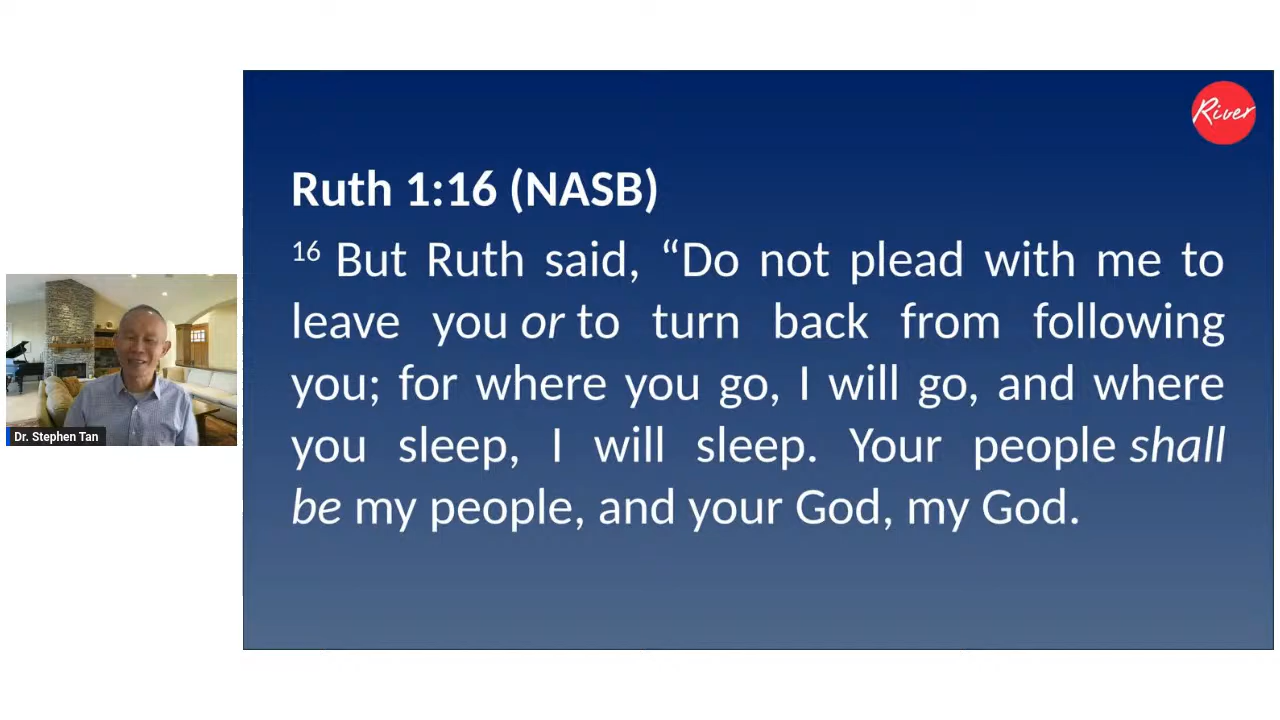 River
Ruth 1:16 (NASB)
16 But Ruth said, “Do not plead with me to
leave you or to turn back from following
you; for where you go, I will go, and where
you sleep, I will sleep. Your people shall
be my people, and your God, my God.
Dr. Stephen Tan